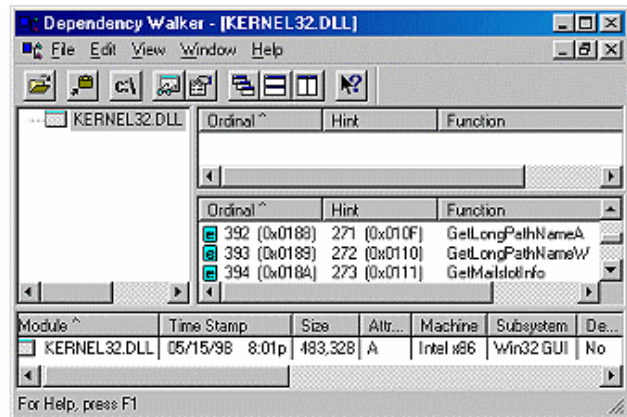 Dependency Walker - [KERNEL32.DLL]
File Edit View Window Help
C:\
KERNEL32.DLL
Ordinal ^ Hint Function
Ordinal ^ Hint Function
e 392 (0x0188) 271 (0x010F) GetLongPathNameA
e 393 (0x0189) 272 (0x0110) GetLongPathNameW
e 394 (0x018A) 273 (0x0111) GetMailslotInfo
Module ^ Time Stamp Size Attr... Machine Subsystem De...
KERNEL32.DLL 05/15/98 8:01p 483,328 A Intel x86 Win32 GUI No
For Help, press F1